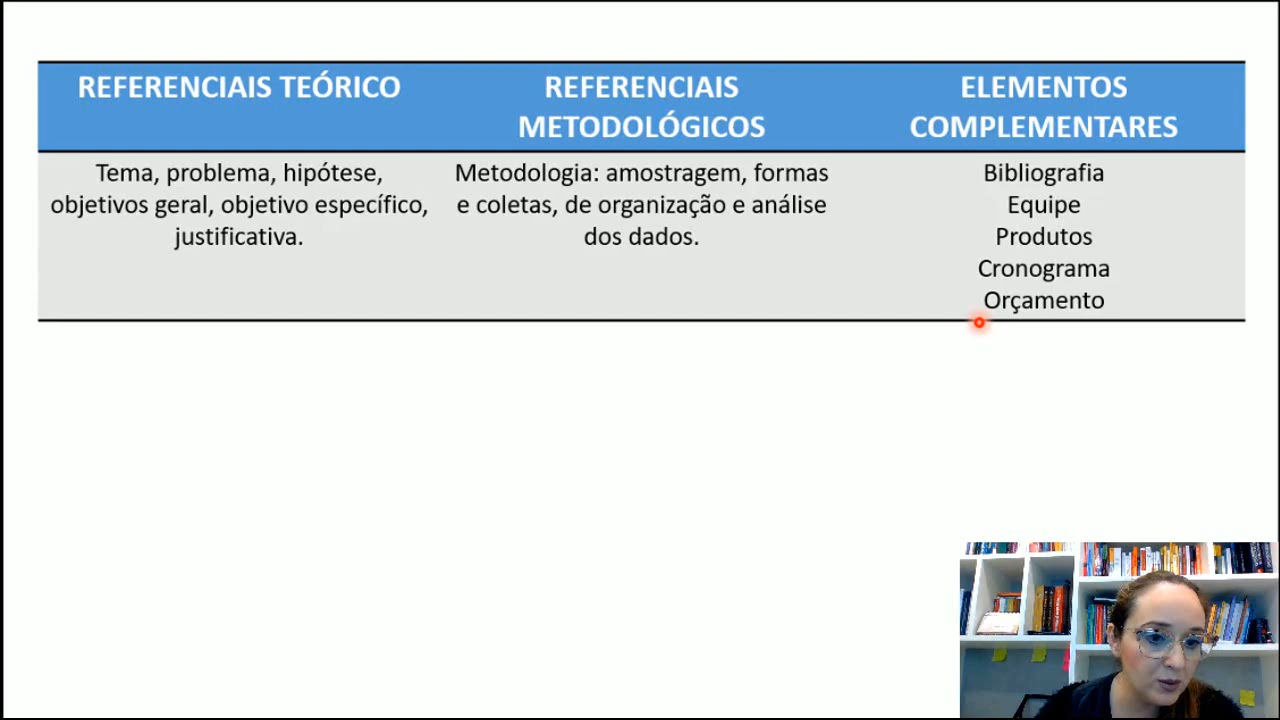 REFERENCIAIS TEÓRICO
REFERENCIAIS
METODOLÓGICOS
ELEMENTOS
COMPLEMENTARES
Tema, problema, hipótese,
objetivos geral, objetivo específico,
justificativa.
Metodologia: amostragem, formas
e coletas, de organização e análise
dos dados.
Bibliografia
Equipe
Produtos
Cronograma
Orçamento